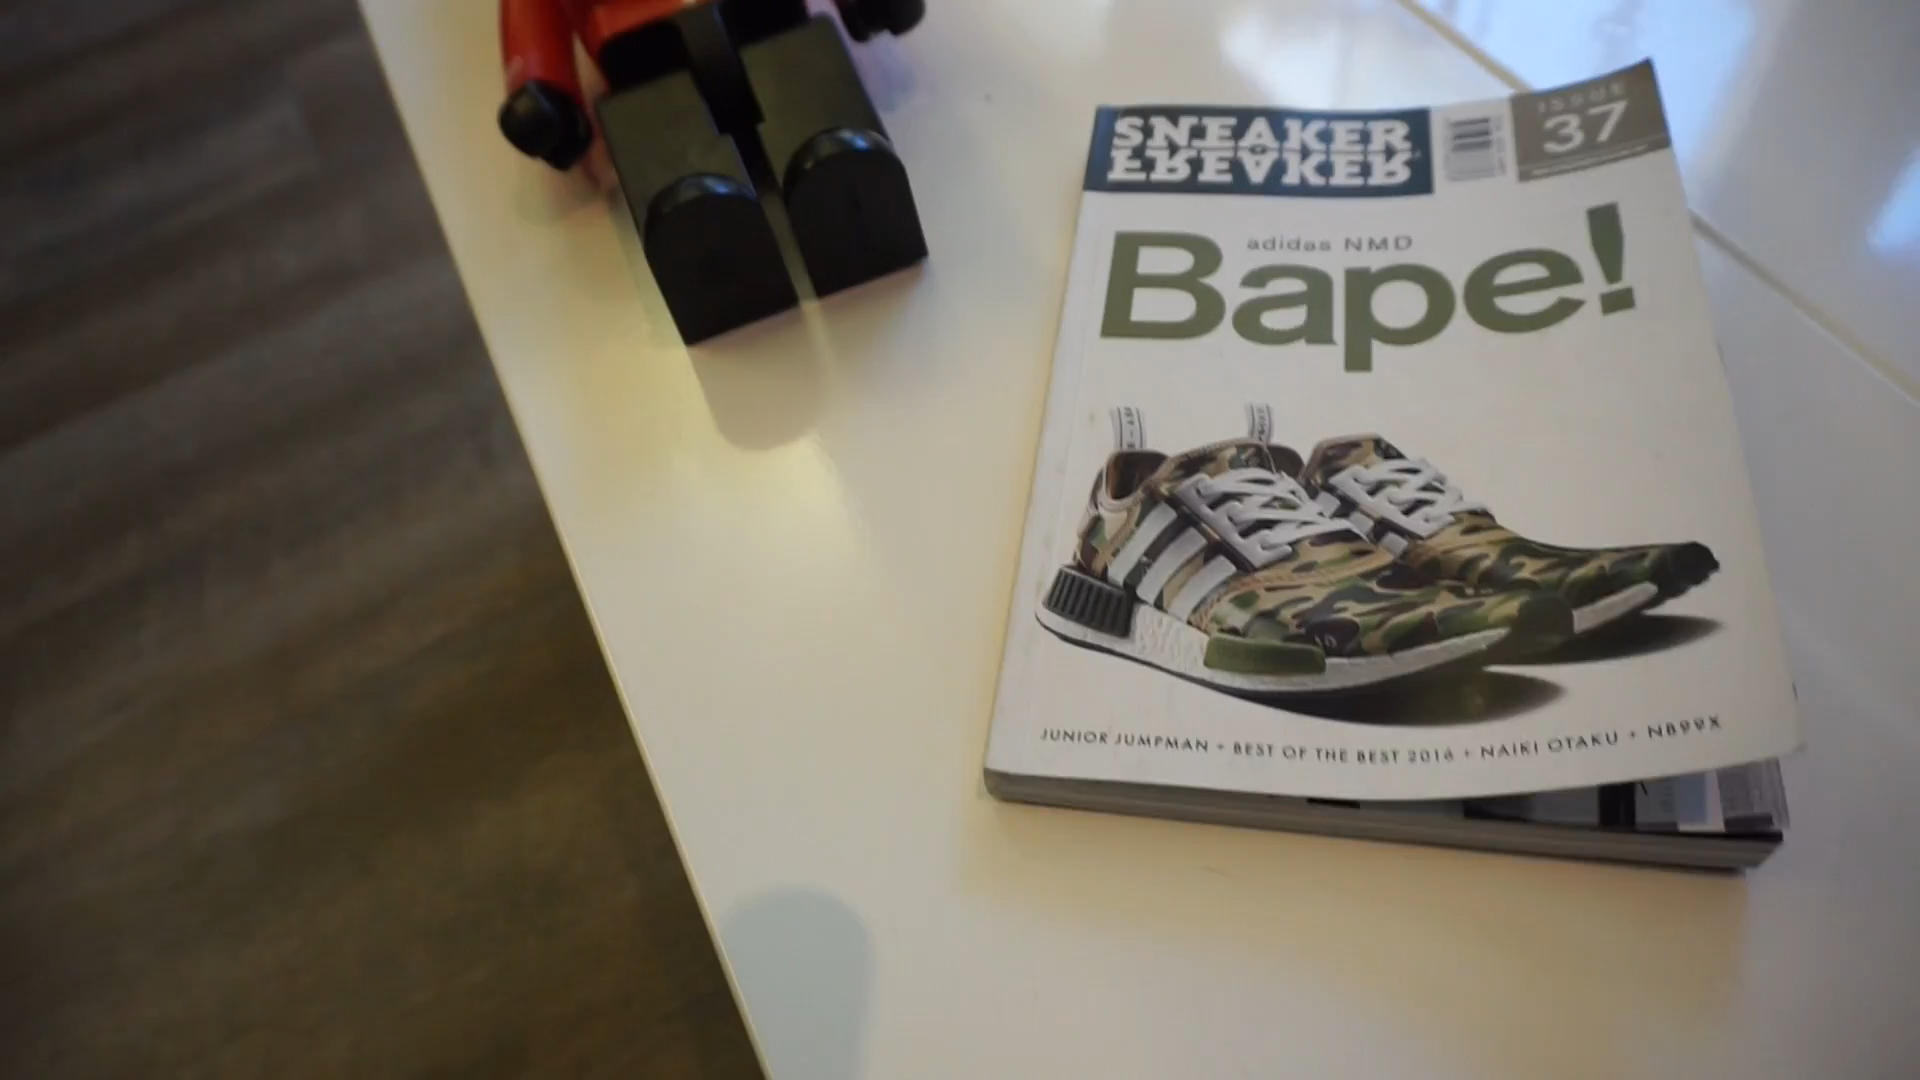 SNEAKER
FREAKER
ISSUE
37
adidas NMD
Bape!
JUNIOR JUMPMAN + BEST OF THE BEST 2016 + NAIKI OTAKU + NB99X